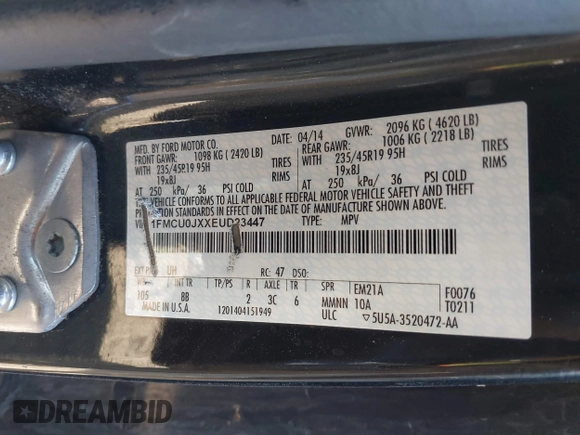 MFD. BY FORD MOTOR CO.
04/14 GVWR: 2096 KG ( 4620 LB)
FRONT GAWR: 1098 KG ( 2420 LB) REAR GAWR: 1006 KG ( 2218 LB)
WITH 235/45R19 95H TIRES WITH 235/45R19 95H TIRES
19x8J 19x8J
AT 250 kPa/ 36 PSI COLD AT 250 kPa/ 36 PSI COLD
VEHICLE CONFORMS TO ALL APPLICABLE FEDERAL MOTOR VEHICLE SAFETY AND THEFT
PREVENTION STANDARDS IN EFFECT ON THE DATE OF MANUFACTURE SHOWN ABOVE.
1FMCU0JXXEUD23447 TYPE: MPV
EXT UH RC: 47 DSO:
INT TR TP/PS R AXLE TR SPR EM21A F0076
105 8B 2 3C 6 MMNN 10A T0211
MADE IN U.S.A. 1201404151949 ULC ▽5U5A-3520472-AA
DREAMBID